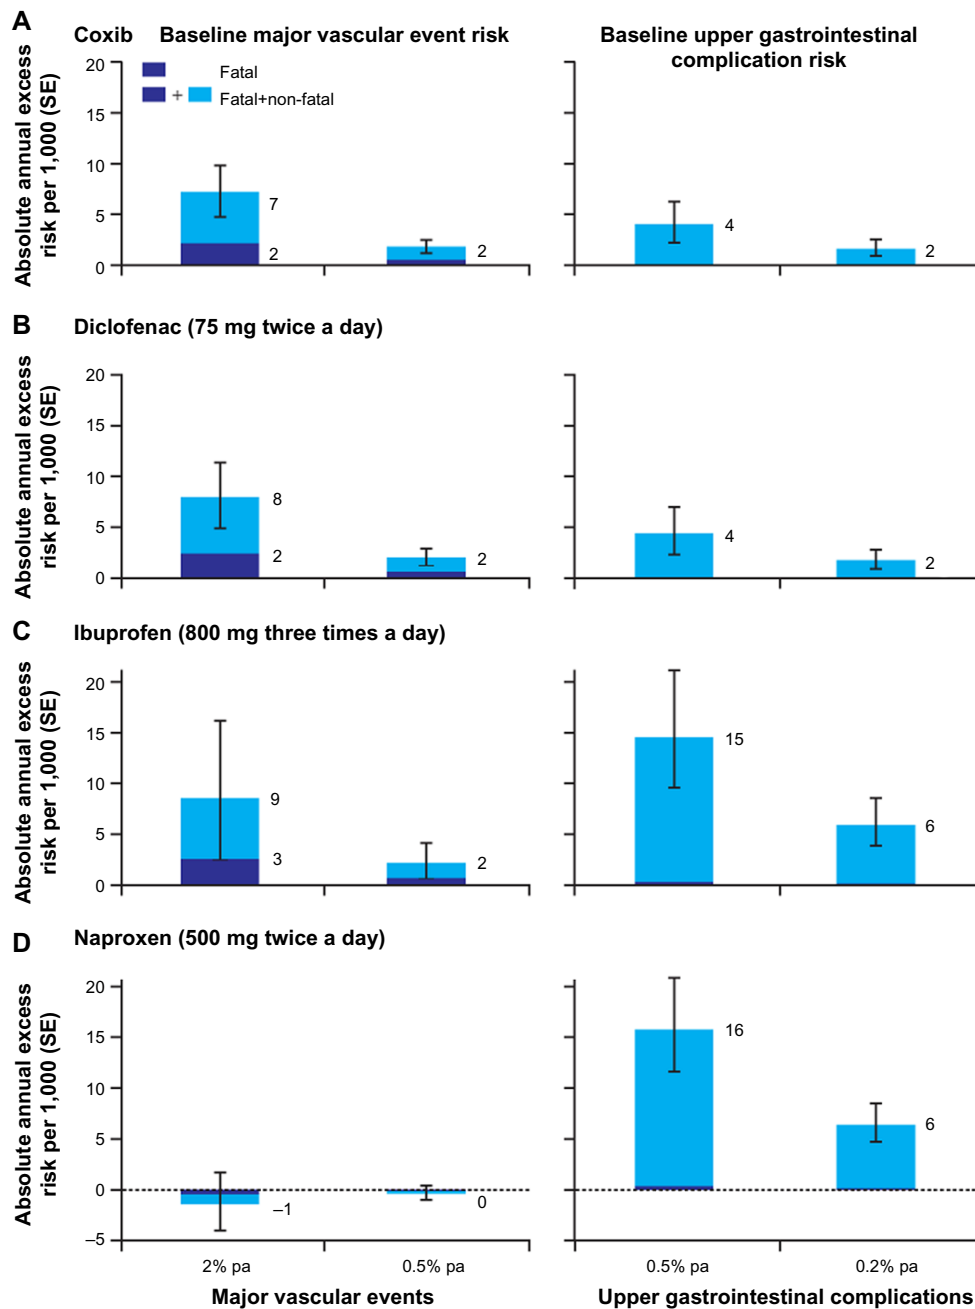 A
Coxib
Baseline major vascular event risk
Baseline upper gastrointestinal
complication risk
Absolute annual excess
risk per 1,000 (SE)
20
15
10
5
0
Fatal
+
Fatal+non-fatal
7
2
2
4
2
B
Diclofenac (75 mg twice a day)
Absolute annual excess
risk per 1,000 (SE)
20
15
10
5
0
8
2
2
4
2
C
Ibuprofen (800 mg three times a day)
Absolute annual excess
risk per 1,000 (SE)
20
15
10
5
0
9
3
2
15
6
D
Naproxen (500 mg twice a day)
Absolute annual excess
risk per 1,000 (SE)
20
15
10
5
0
–5
–1
0
16
6
2% pa
0.5% pa
0.5% pa
0.2% pa
Major vascular events
Upper gastrointestinal complications